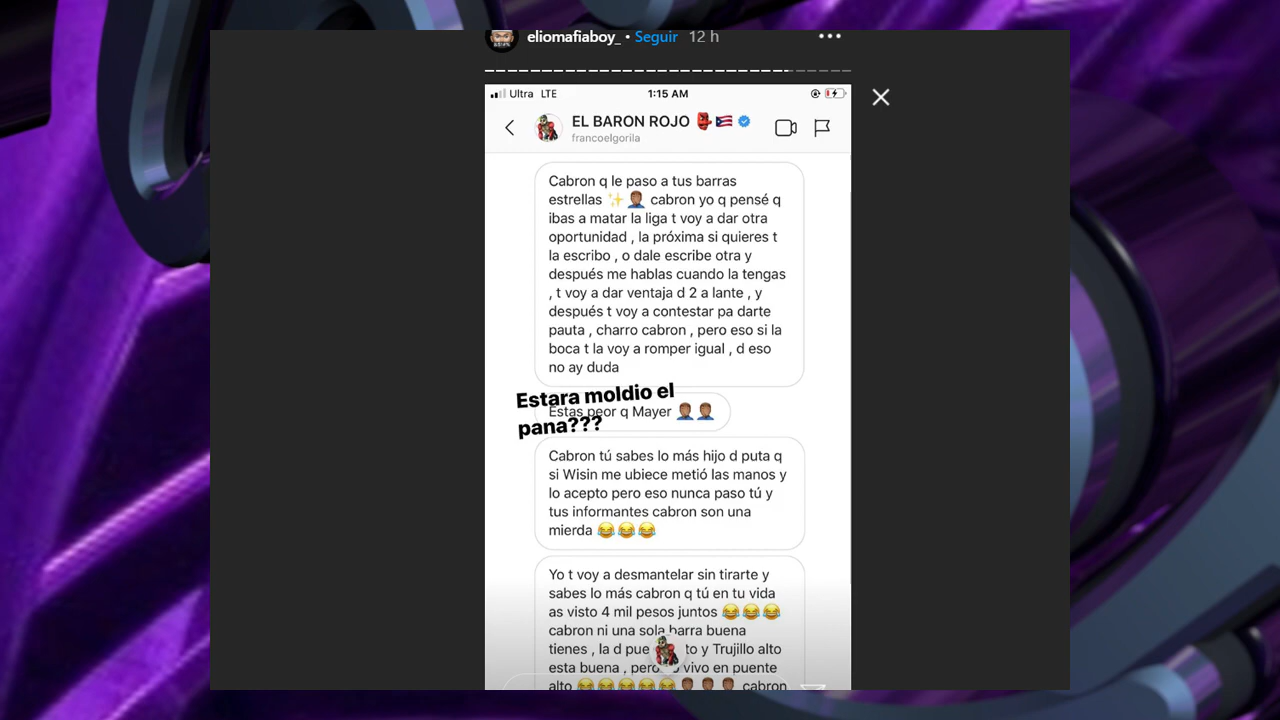 eliomafiaboy_ • Seguir 12 h
Ultra LTE 1:15 AM
EL BARON ROJO 👺🇵🇷
francoelgorila
Cabron q le paso a tus barras
estrellas ✨🤦🏽‍♂️ cabron yo q pensé q
ibas a matar la liga t voy a dar otra
oportunidad , la próxima si quieres t
la escribo , o dale escribe otra y
después me hablas cuando la tengas
, t voy a dar ventaja d 2 a lante , y
después t voy a contestar pa darte
pauta , charro cabron , pero eso si la
boca t la voy a romper igual , d eso
no ay duda
Estara moldio el
pana???
Estas peor q Mayer 🤦🏽‍♂️🤦🏽‍♂️
Cabron tú sabes lo más hijo d puta q
si Wisin me ubiece metió las manos y
lo acepto pero eso nunca paso tú y
tus informantes cabron son una
mierda 😂😂😂
Yo t voy a desmantelar sin tirarte y
sabes lo más cabron q tú en tu vida
as visto 4 mil pesos juntos 😂😂😂
cabron ni una sola barra buena
tienes , la d pue to y Trujillo alto
esta buena , pero vivo en puente
alto 😂😂😂😂😂🤦🏽‍♂️🤦🏽‍♂️🤦🏽‍♂️ cabron